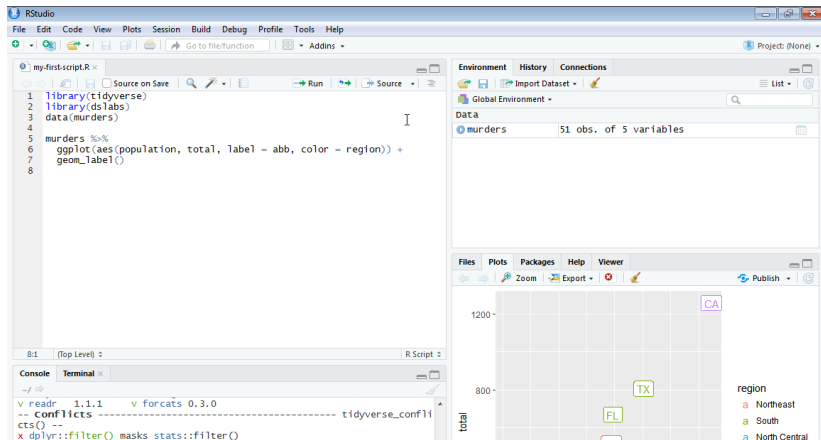 RStudio
File Edit Code View Plots Session Build Debug Profile Tools Help
Go to file/function Addins Project: (None)
my-first-script.R
Source on Save Run Source
1 library(tidyverse)
2 library(dslabs)
3 data(murders)
4
5 murders %>%
6 ggplot(aes(population, total, label = abb, color = region)) +
7 geom_label()
8
8:1 (Top Level) R Script
Console Terminal
~/
v readr 1.1.1 v forcats 0.3.0
-- Conflicts ------------------------------------------ tidyverse_confli
cts() --
x dplyr::filter() masks stats::filter()
Environment History Connections
Import Dataset List
Global Environment
Data
murders 51 obs. of 5 variables
Files Plots Packages Help Viewer
Zoom Export Publish
CA
1200
TX
800
FL
total
region
a Northeast
a South
a North Central